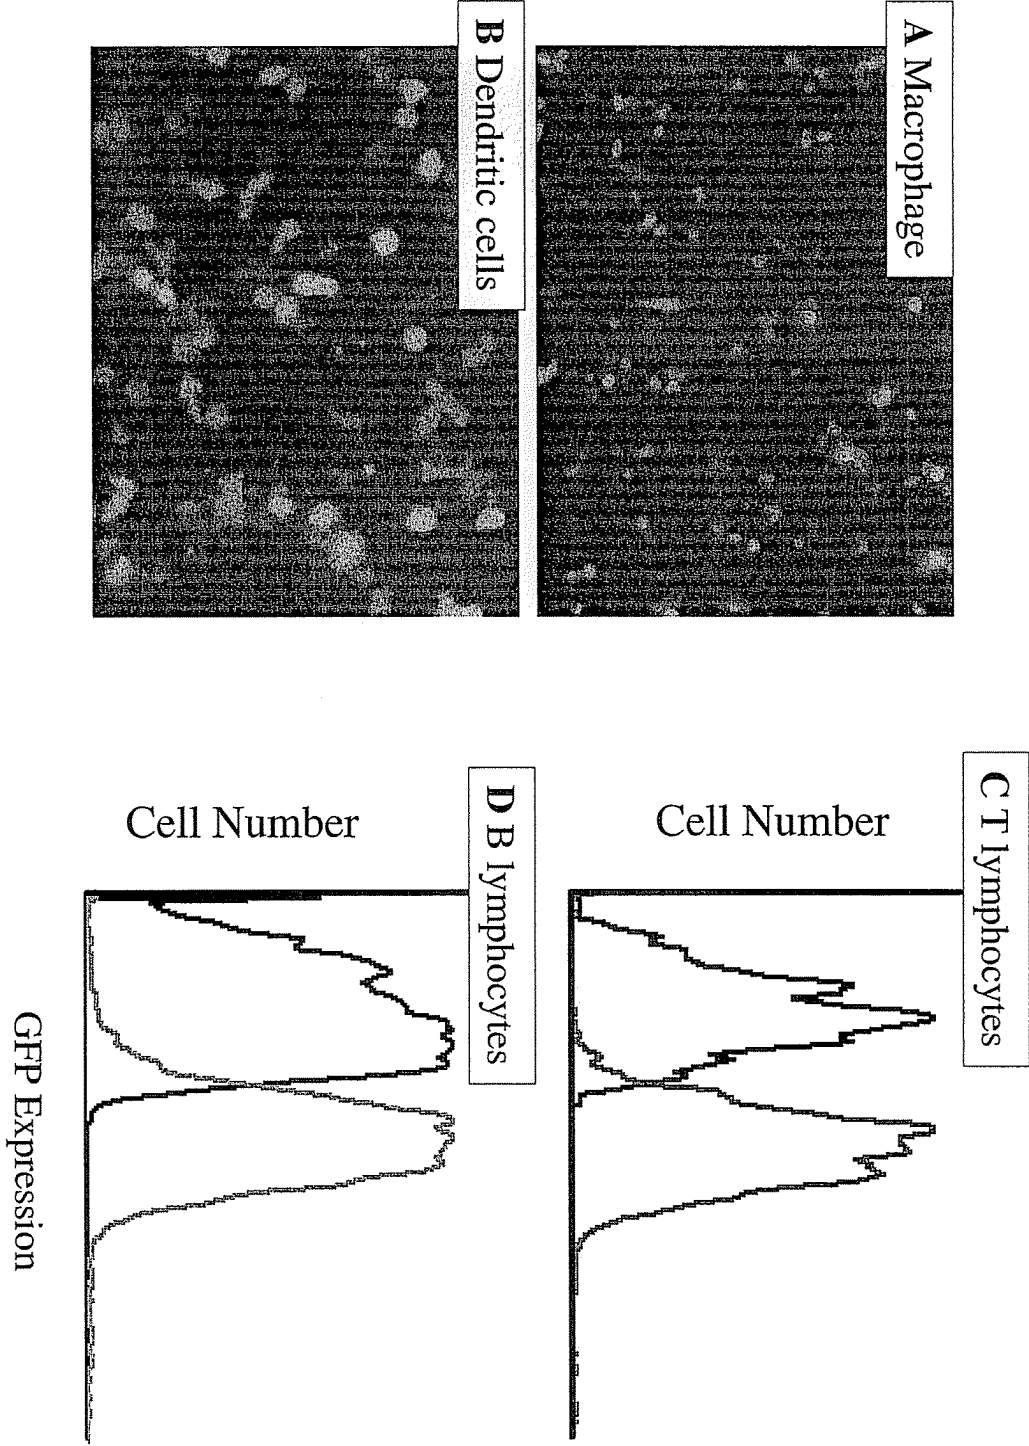 A Macrophage
B Dendritic cells
C T lymphocytes
Cell Number
D B lymphocytes
Cell Number
GFP Expression